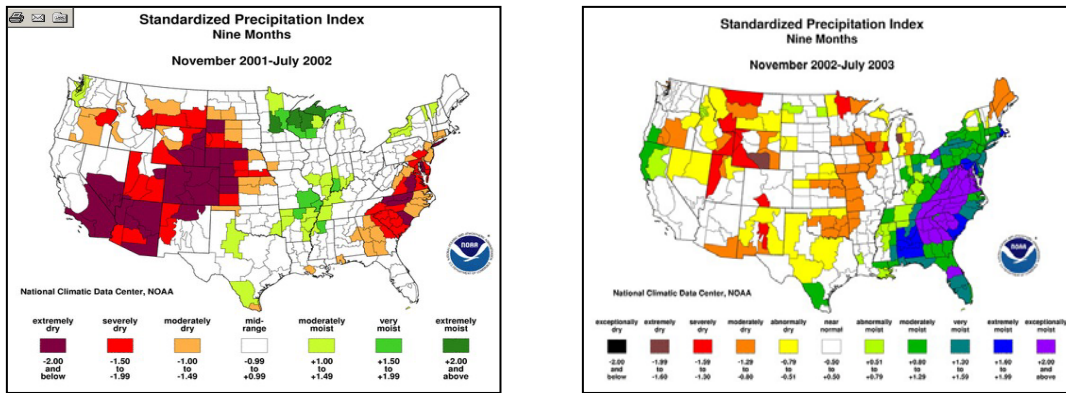 Standardized Precipitation Index
Nine Months
November 2001-July 2002
NOAA
National Climatic Data Center, NOAA
extremely dry
severely dry
moderately dry
mid-range
moderately moist
very moist
extremely moist
-2.00 and below
-1.50 to -1.99
-1.00 to -1.49
-0.99 to +0.99
+1.00 to +1.49
+1.50 to +1.99
+2.00 and above
Standardized Precipitation Index
Nine Months
November 2002-July 2003
NOAA
National Climatic Data Center, NOAA
exceptionally dry
extremely dry
severely dry
moderately dry
abnormally dry
near normal
abnormally moist
moderately moist
very moist
extremely moist
exceptionally moist
-2.00 and below
-1.99 to -1.60
-1.59 to -1.30
-1.29 to -0.80
-0.79 to -0.51
-0.50 to +0.50
+0.51 to +0.79
+0.80 to +1.29
+1.30 to +1.59
+1.60 to +1.99
+2.00 and above